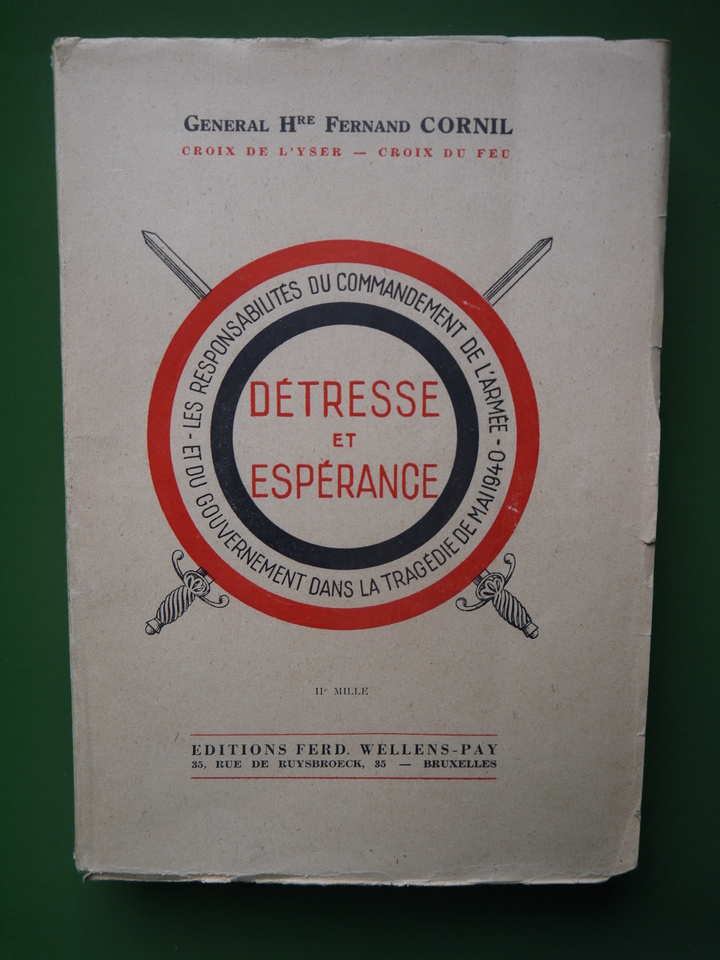 GENERAL HRE FERNAND CORNIL
CROIX DE L'YSER — CROIX DU FEU
- LES RESPONSABILITÉS DU COMMANDEMENT DE L'ARMÉE -
ET DU GOUVERNEMENT DANS LA TRAGÉDIE DE MAI 1940
DÉTRESSE
ET
ESPÉRANCE
IIe MILLE
EDITIONS FERD. WELLENS-PAY
35, RUE DE RUYSBROECK, 35 — BRUXELLES